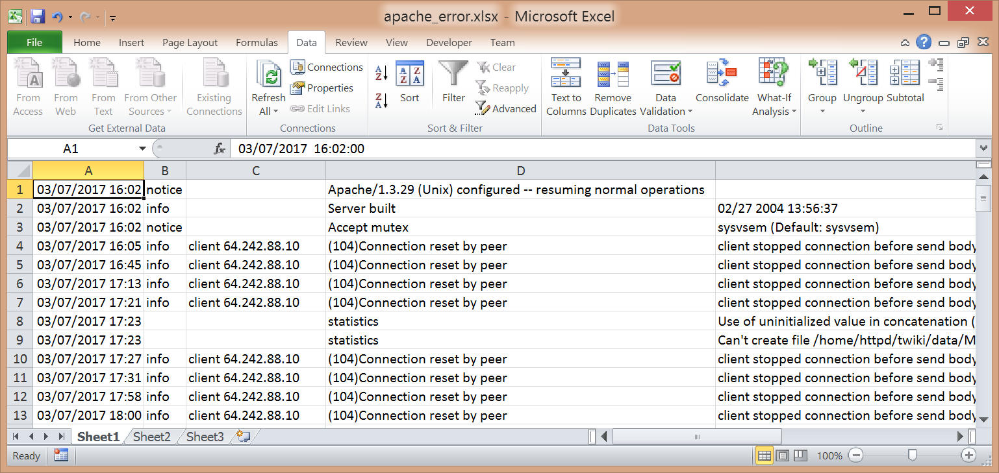 apache_error.xlsx - Microsoft Excel
File Home Insert Page Layout Formulas Data Review View Developer Team
From Access
From Web
From Text
From Other Sources
Existing Connections
Get External Data
Refresh All
Connections
Properties
Edit Links
Connections
Sort
Filter
Clear
Reapply
Advanced
Sort & Filter
Text to Columns
Remove Duplicates
Data Validation
Consolidate
What-If Analysis
Data Tools
Group
Ungroup
Subtotal
Outline
A1 fx 03/07/2017 16:02:00
A B C D
1 03/07/2017 16:02 notice Apache/1.3.29 (Unix) configured -- resuming normal operations
2 03/07/2017 16:02 info Server built 02/27 2004 13:56:37
3 03/07/2017 16:02 notice Accept mutex sysvsem (Default: sysvsem)
4 03/07/2017 16:05 info client 64.242.88.10 (104)Connection reset by peer client stopped connection before send body
5 03/07/2017 16:45 info client 64.242.88.10 (104)Connection reset by peer client stopped connection before send body
6 03/07/2017 17:13 info client 64.242.88.10 (104)Connection reset by peer client stopped connection before send body
7 03/07/2017 17:21 info client 64.242.88.10 (104)Connection reset by peer client stopped connection before send body
8 03/07/2017 17:23 statistics Use of uninitialized value in concatenation (
9 03/07/2017 17:23 statistics Can't create file /home/httpd/twiki/data/M
10 03/07/2017 17:27 info client 64.242.88.10 (104)Connection reset by peer client stopped connection before send body
11 03/07/2017 17:31 info client 64.242.88.10 (104)Connection reset by peer client stopped connection before send body
12 03/07/2017 17:58 info client 64.242.88.10 (104)Connection reset by peer client stopped connection before send body
13 03/07/2017 18:00 info client 64.242.88.10 (104)Connection reset by peer client stopped connection before send body
Sheet1 Sheet2 Sheet3
Ready 100%